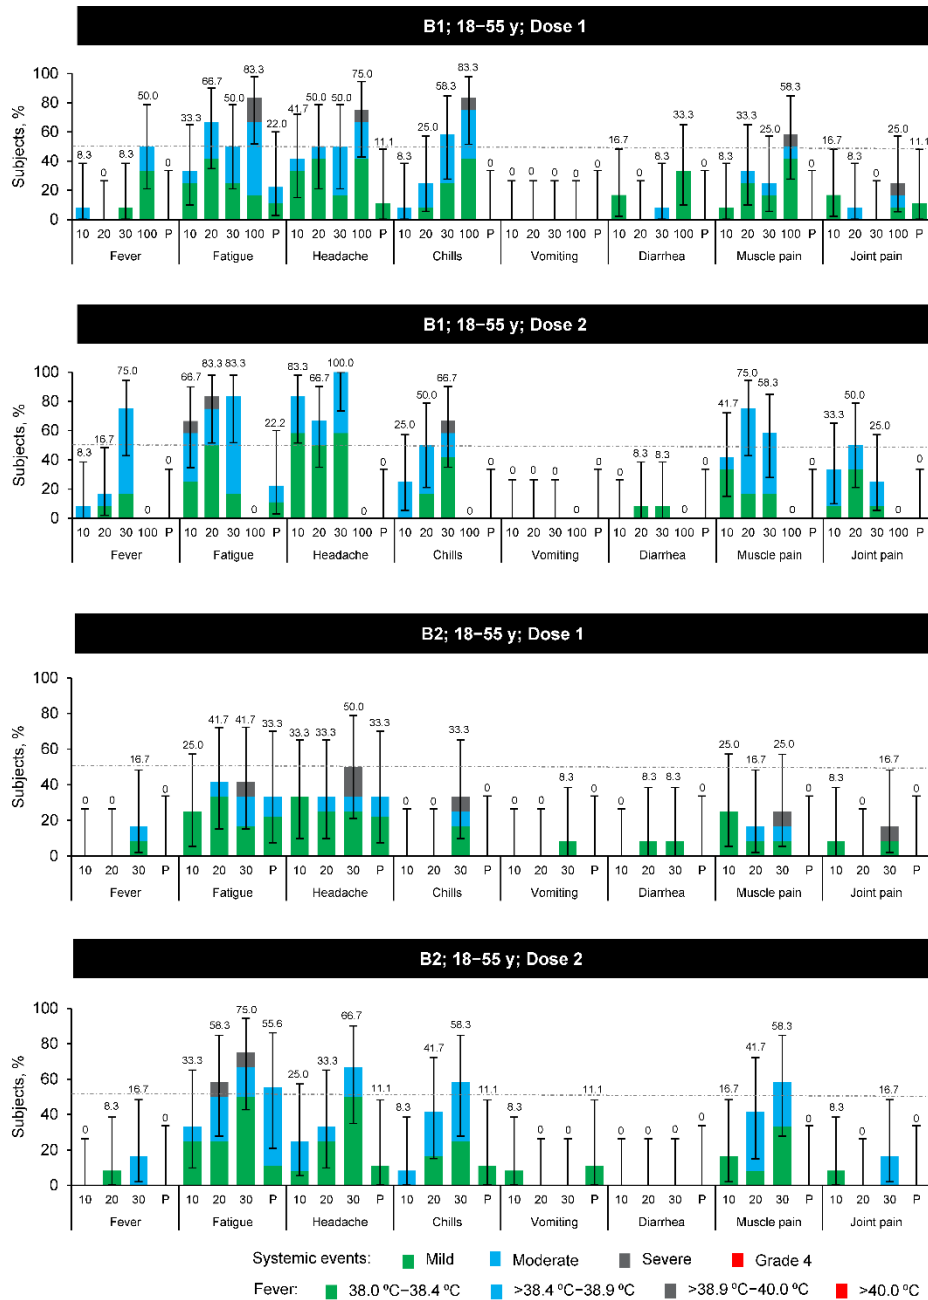 B1; 18–55 y; Dose 1
Subjects, %
100
80
60
40
20
0
8.3 0 8.3 50.0 0 33.3 66.7 50.0 83.3 22.0 41.7 50.0 50.0 75.0 11.1 8.3 25.0 58.3 83.3 0 0 0 0 0 0 16.7 0 8.3 33.3 0 8.3 33.3 25.0 58.3 0 16.7 8.3 0 25.0 11.1
10 20 30 100 P 10 20 30 100 P 10 20 30 100 P 10 20 30 100 P 10 20 30 100 P 10 20 30 100 P 10 20 30 100 P 10 20 30 100 P
Fever Fatigue Headache Chills Vomiting Diarrhea Muscle pain Joint pain
B1; 18–55 y; Dose 2
Subjects, %
100
80
60
40
20
0
8.3 16.7 75.0 0 0 66.7 83.3 83.3 0 22.2 83.3 66.7 100.0 0 0 25.0 50.0 66.7 0 0 0 0 0 0 0 0 8.3 8.3 0 0 41.7 75.0 58.3 0 0 33.3 50.0 25.0 0 0
10 20 30 100 P 10 20 30 100 P 10 20 30 100 P 10 20 30 100 P 10 20 30 100 P 10 20 30 100 P 10 20 30 100 P 10 20 30 100 P
Fever Fatigue Headache Chills Vomiting Diarrhea Muscle pain Joint pain
B2; 18–55 y; Dose 1
Subjects, %
100
80
60
40
20
0
0 0 16.7 0 25.0 41.7 41.7 33.3 33.3 33.3 50.0 33.3 0 0 33.3 0 0 0 8.3 0 0 8.3 8.3 0 25.0 16.7 25.0 0 8.3 0 16.7 0
10 20 30 P 10 20 30 P 10 20 30 P 10 20 30 P 10 20 30 P 10 20 30 P 10 20 30 P 10 20 30 P
Fever Fatigue Headache Chills Vomiting Diarrhea Muscle pain Joint pain
B2; 18–55 y; Dose 2
Subjects, %
100
80
60
40
20
0
0 8.3 16.7 0 33.3 58.3 75.0 55.6 25.0 33.3 66.7 11.1 8.3 41.7 58.3 11.1 8.3 0 0 11.1 0 0 0 0 16.7 41.7 58.3 0 8.3 0 16.7 0
10 20 30 P 10 20 30 P 10 20 30 P 10 20 30 P 10 20 30 P 10 20 30 P 10 20 30 P 10 20 30 P
Fever Fatigue Headache Chills Vomiting Diarrhea Muscle pain Joint pain
Systemic events: Mild Moderate Severe Grade 4
Fever: 38.0 ºC–38.4 ºC >38.4 ºC–38.9 ºC >38.9 ºC–40.0 ºC >40.0 ºC